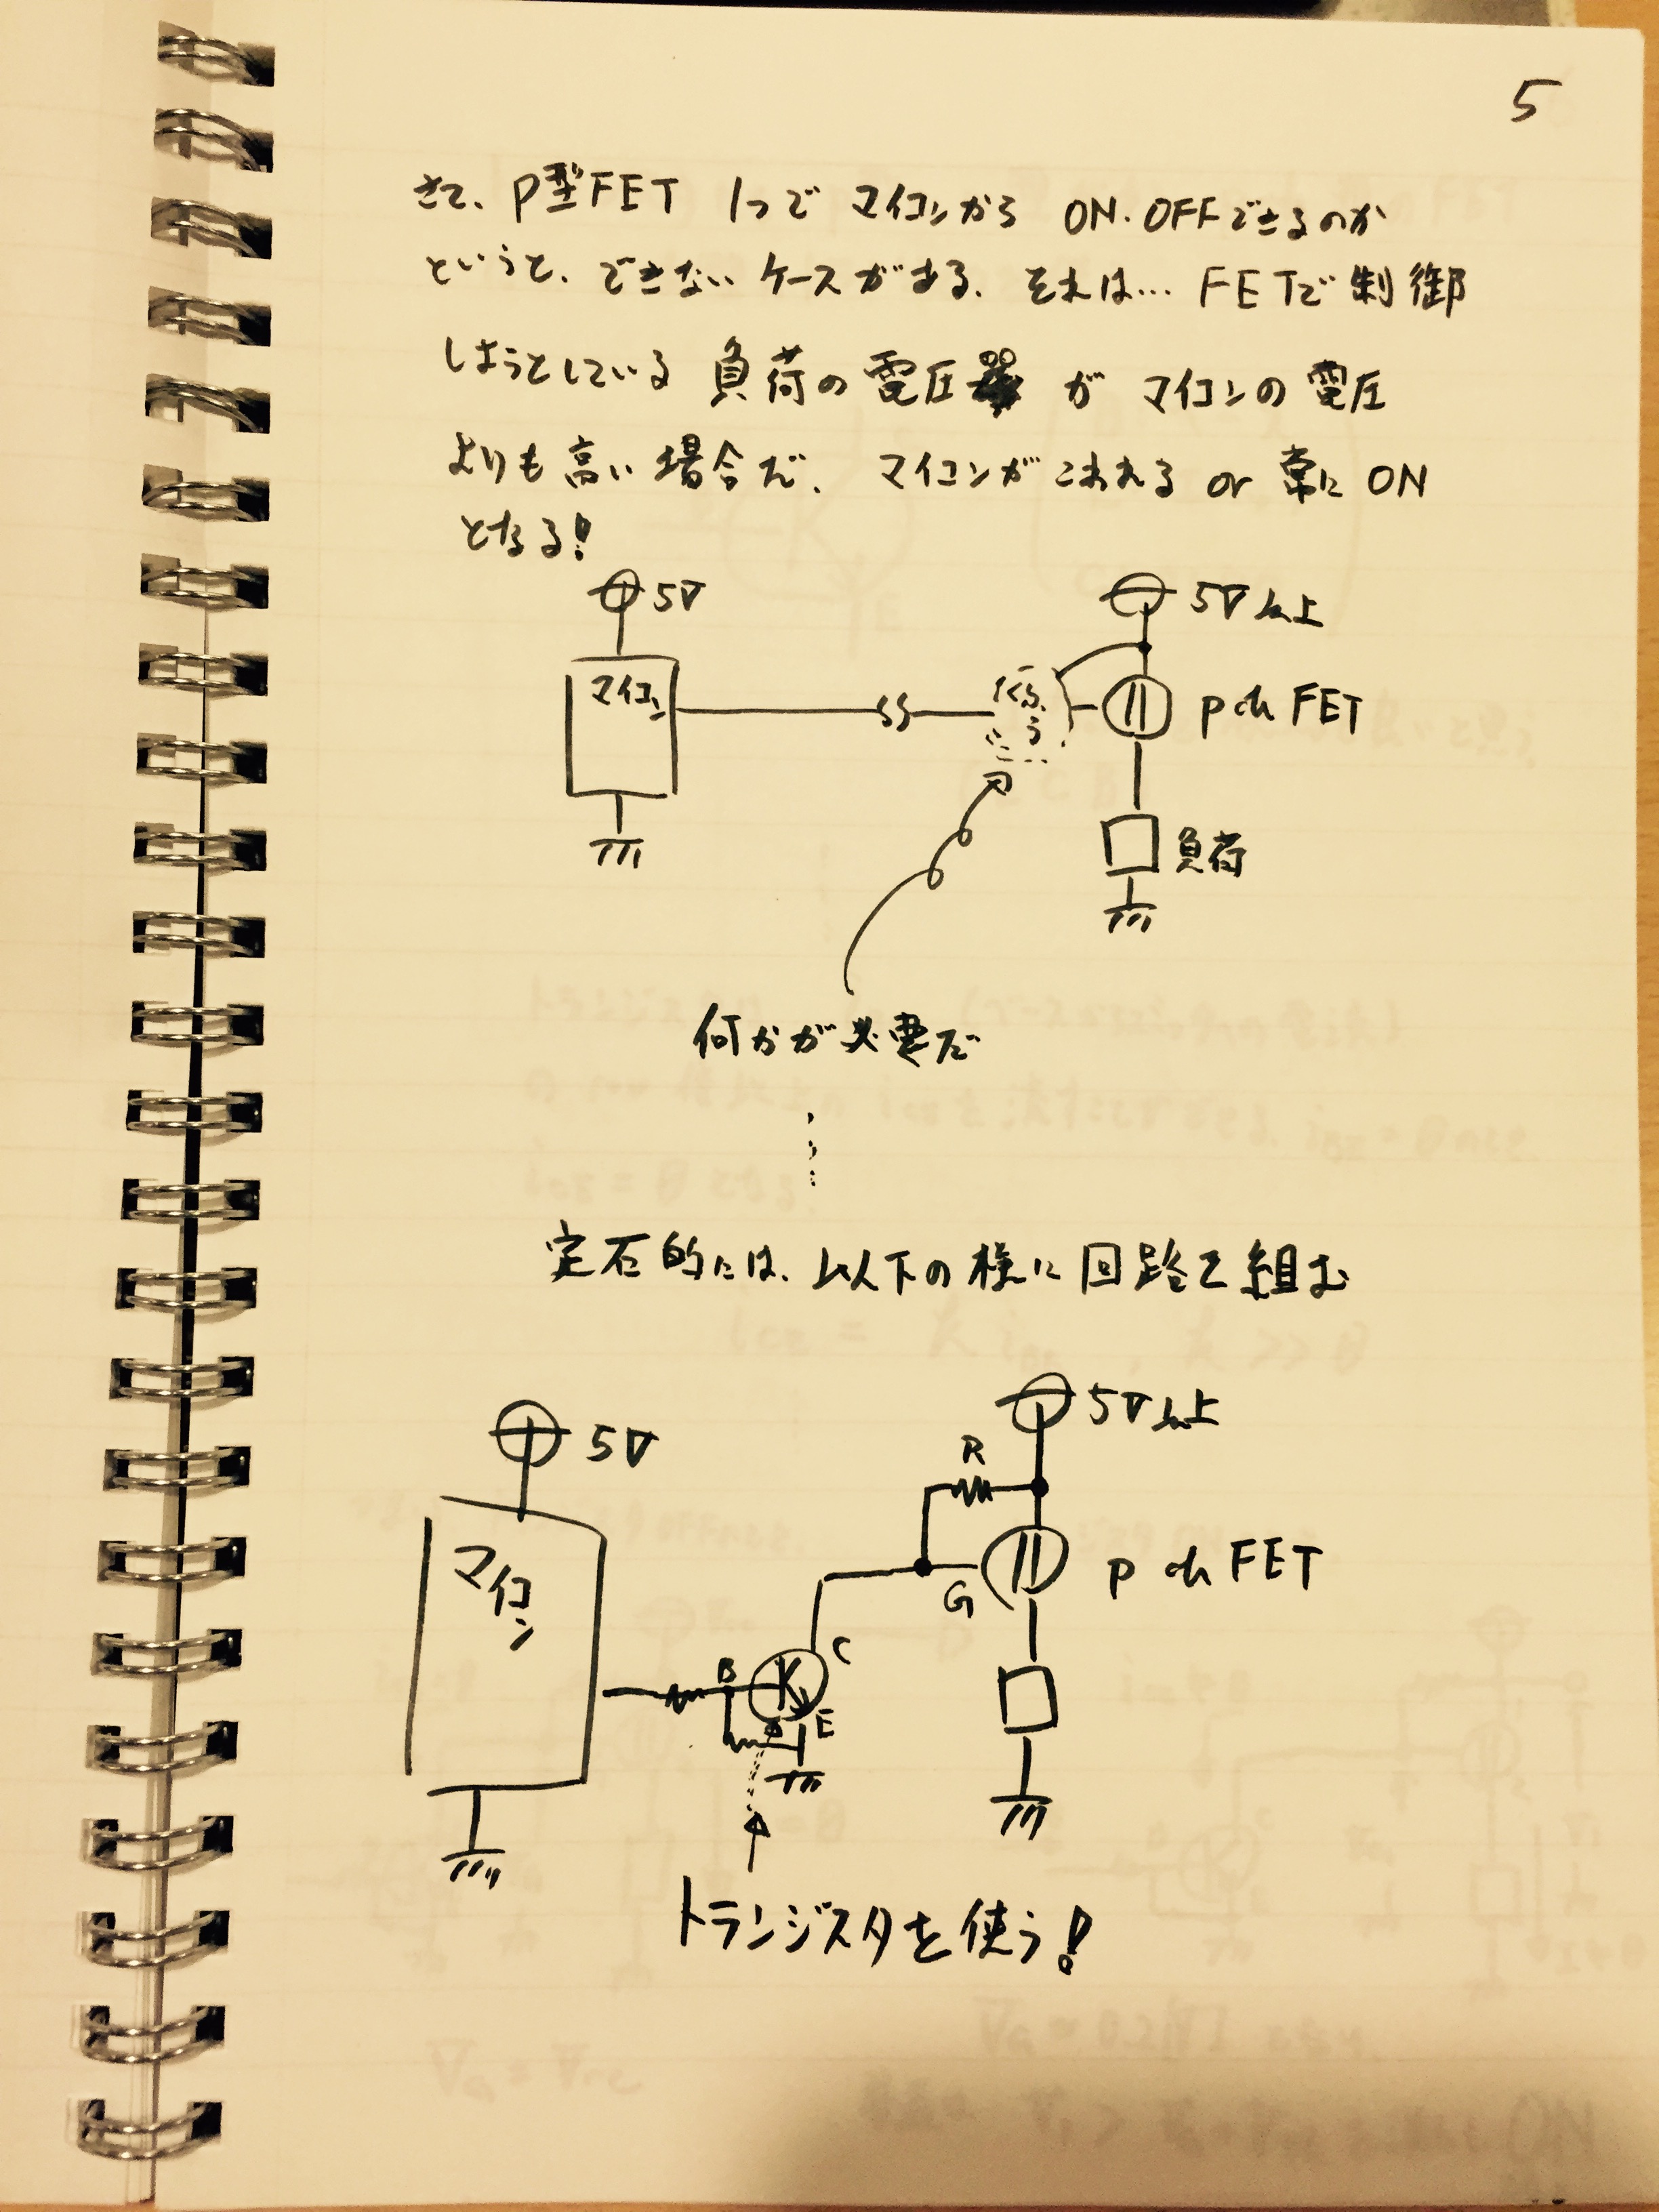 5
さて、P型FET 1つで マイコンから ON・OFFできるのか
というと、できない ケースがある、それは… FETで制御
しようとしている 負荷の電圧 が マイコンの電圧
よりも高い場合だ、マイコンがこわれる or 常に ON
となる!
5V
5V以上
マイコン
pch FET
負荷
何かが必要だ
定石的には、以下の様に回路を組む
5V
5V以上
R
マイコン
G
pch FET
C
B
E
トランジスタを使う!